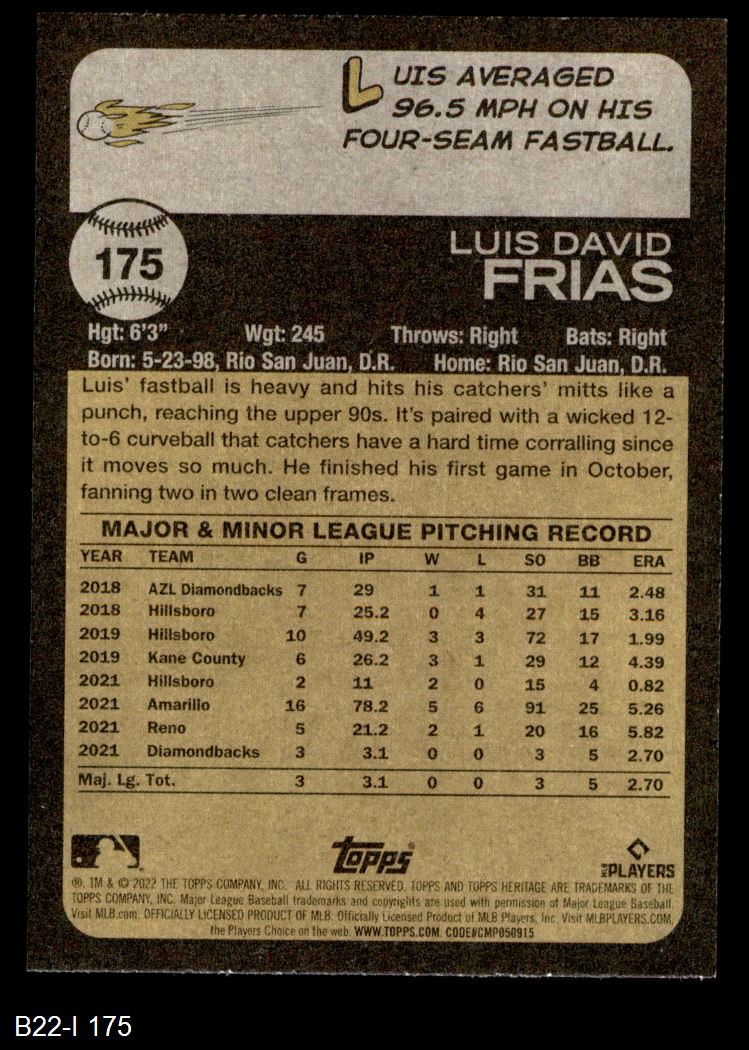 LUIS AVERAGED
96.5 MPH ON HIS
FOUR-SEAM FASTBALL.
175
LUIS DAVID
FRIAS
Hgt: 6'3" Wgt: 245 Throws: Right Bats: Right
Born: 5-23-98, Rio San Juan, D.R. Home: Rio San Juan, D.R.
Luis' fastball is heavy and hits his catchers' mitts like a
punch, reaching the upper 90s. It's paired with a wicked 12-
to-6 curveball that catchers have a hard time corralling since
it moves so much. He finished his first game in October,
fanning two in two clean frames.
MAJOR & MINOR LEAGUE PITCHING RECORD
YEAR TEAM G IP W L SO BB ERA
2018 AZL Diamondbacks 7 29 1 1 31 11 2.48
2018 Hillsboro 7 25.2 0 4 27 15 3.16
2019 Hillsboro 10 49.2 3 3 72 17 1.99
2019 Kane County 6 26.2 3 1 29 12 4.39
2021 Hillsboro 2 11 2 0 15 4 0.82
2021 Amarillo 16 78.2 5 6 91 25 5.26
2021 Reno 5 21.2 2 1 20 16 5.82
2021 Diamondbacks 3 3.1 0 0 3 5 2.70
Maj. Lg. Tot. 3 3.1 0 0 3 5 2.70
topps® MLB PLAYERS
®, TM & © 2022 THE TOPPS COMPANY, INC. ALL RIGHTS RESERVED. TOPPS AND TOPPS HERITAGE ARE TRADEMARKS OF THE
TOPPS COMPANY, INC. Major League Baseball trademarks and copyrights are used with permission of Major League Baseball.
Visit MLB.com. OFFICIALLY LICENSED PRODUCT OF MLB. Officially Licensed Product of MLB Players, Inc. Visit MLBPLAYERS.COM,
the Players Choice on the web. WWW.TOPPS.COM. CODE#CMP050915
B22-I 175